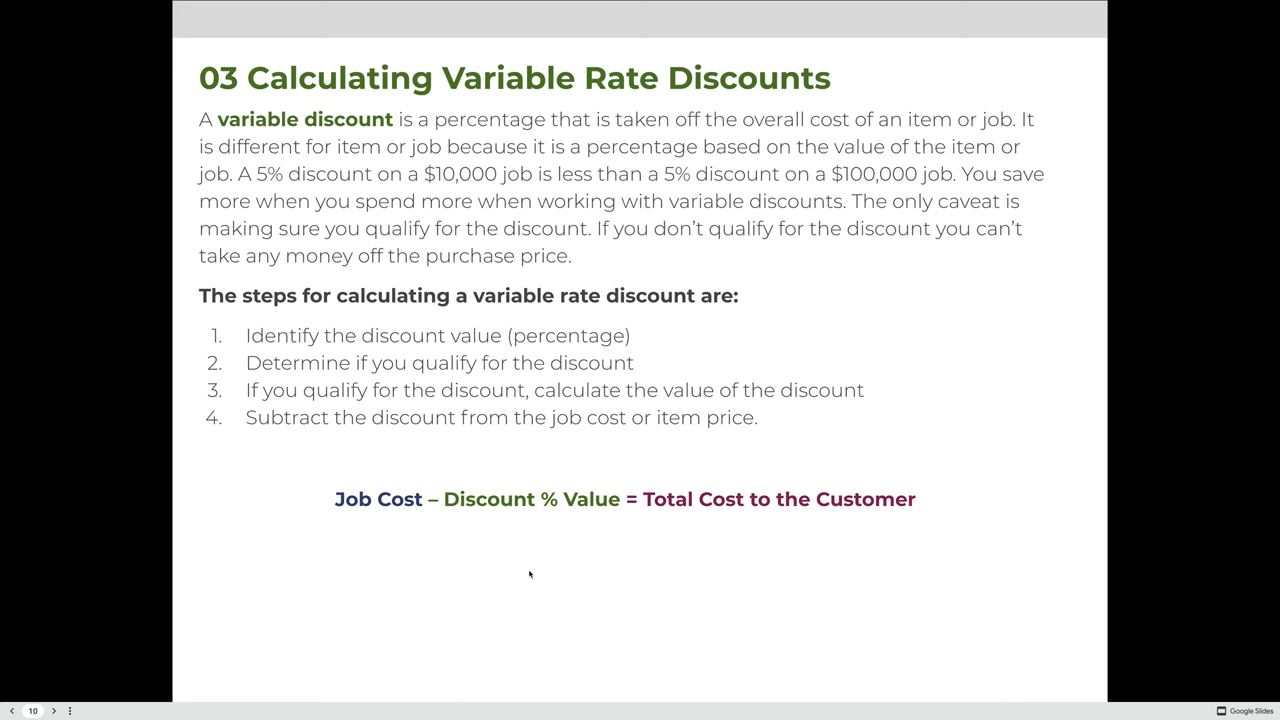 03 Calculating Variable Rate Discounts
A variable discount is a percentage that is taken off the overall cost of an item or job. It
is different for item or job because it is a percentage based on the value of the item or
job. A 5% discount on a $10,000 job is less than a 5% discount on a $100,000 job. You save
more when you spend more when working with variable discounts. The only caveat is
making sure you qualify for the discount. If you don’t qualify for the discount you can’t
take any money off the purchase price.
The steps for calculating a variable rate discount are:
1. Identify the discount value (percentage)
2. Determine if you qualify for the discount
3. If you qualify for the discount, calculate the value of the discount
4. Subtract the discount from the job cost or item price.
Job Cost – Discount % Value = Total Cost to the Customer
10
Google Slides